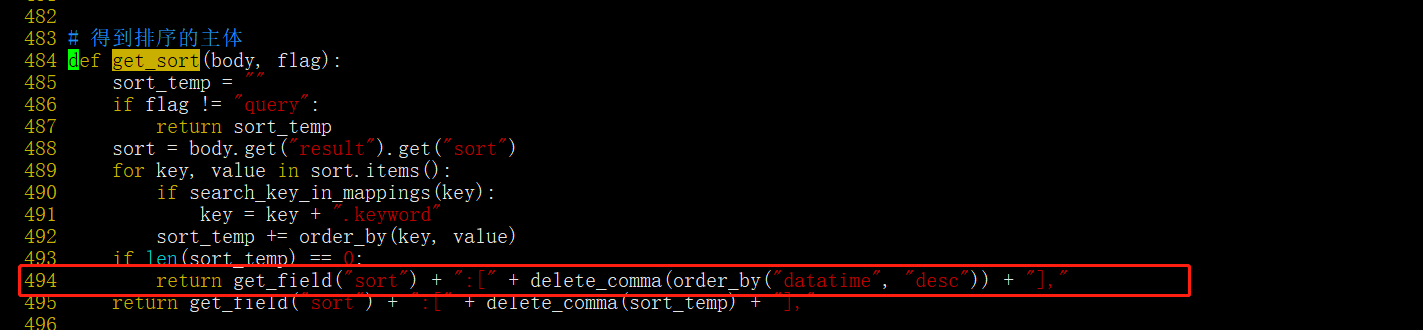 482
483 # 得到排序的主体
484 def get_sort(body, flag):
485     sort_temp = ""
486     if flag != "query":
487         return sort_temp
488     sort = body.get("result").get("sort")
489     for key, value in sort.items():
490         if search_key_in_mappings(key):
491             key = key + ".keyword"
492         sort_temp += order_by(key, value)
493     if len(sort_temp) == 0:
494         return get_field("sort") + ":[" + delete_comma(order_by("datatime", "desc")) + "],"
495     return get_field("sort") + ":[" + delete_comma(sort_temp) + "],"
496